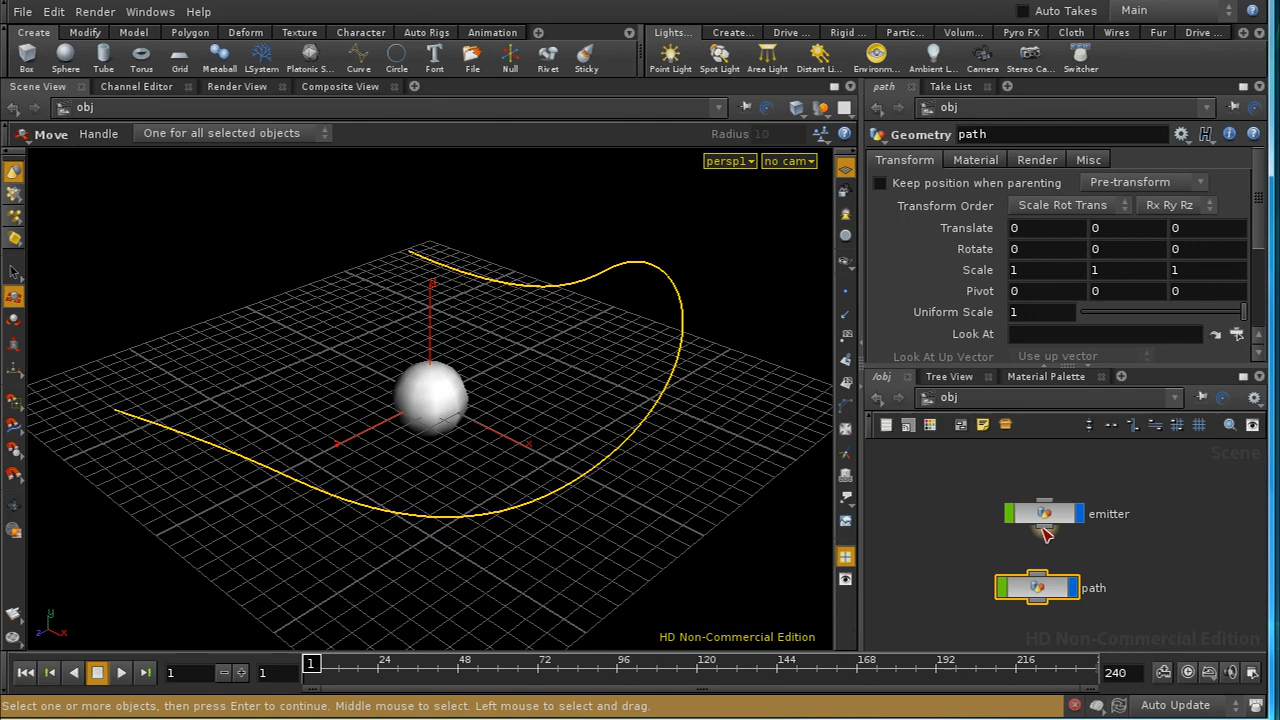 File Edit Render Windows Help Auto Takes Main
Create Modify Model Polygon Deform Texture Character Auto Rigs Animation Lights... Create... Drive ... Rigid ... Partic... Volum... Pyro FX Cloth Wires Fur Drive ...
Box Sphere Tube Torus Grid Metaball LSystem Platonic S... Curve Circle Font File Null Rivet Sticky Point Light Spot Light Area Light Distant Li... Environm... Ambient L... Camera Stereo Ca... Switcher
Scene View Channel Editor Render View Composite View path Take List
obj obj
Move Handle One for all selected objects Radius 10 Geometry path
persp1 no cam Transform Material Render Misc
Keep position when parenting Pre-transform
Transform Order Scale Rot Trans Rx Ry Rz
Translate 0 0 0
Rotate 0 0 0
Scale 1 1 1
Pivot 0 0 0
Uniform Scale 1
Look At
Look At Up Vector Use up vector
/obj Tree View Material Palette
obj
Scene
emitter
path
HD Non-Commercial Edition HD Non-Commercial Edition
1 1 1 24 48 72 96 120 144 168 192 216 240
Select one or more objects, then press Enter to continue. Middle mouse to select. Left mouse to select and drag. Auto Update